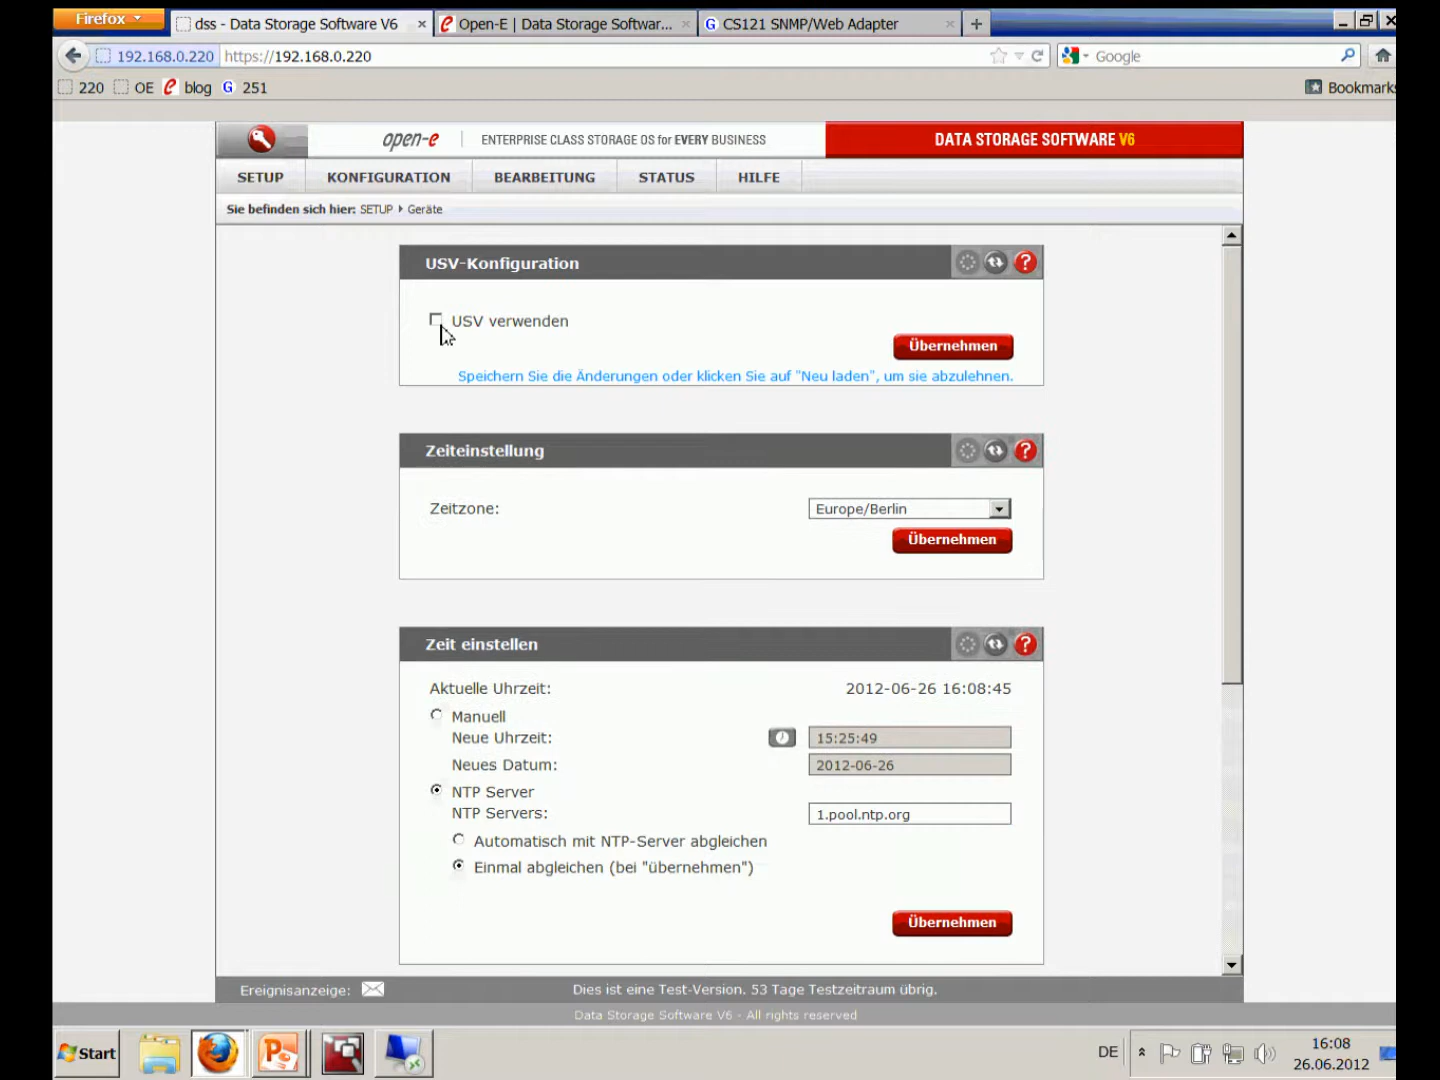 Firefox
dss - Data Storage Software V6
Open-E | Data Storage Softwar...
CS121 SNMP/Web Adapter
192.168.0.220
https://192.168.0.220
Google
220
OE
blog
251
Bookmarks
open-e
ENTERPRISE CLASS STORAGE OS for EVERY BUSINESS
DATA STORAGE SOFTWARE V6
SETUP
KONFIGURATION
BEARBEITUNG
STATUS
HILFE
Sie befinden sich hier: SETUP Geräte
USV-Konfiguration
USV verwenden
Übernehmen
Speichern Sie die Änderungen oder klicken Sie auf "Neu laden", um sie abzulehnen.
Zeiteinstellung
Zeitzone:
Europe/Berlin
Übernehmen
Zeit einstellen
Aktuelle Uhrzeit:
2012-06-26 16:08:45
Manuell
Neue Uhrzeit:
15:25:49
Neues Datum:
2012-06-26
NTP Server
NTP Servers:
1.pool.ntp.org
Automatisch mit NTP-Server abgleichen
Einmal abgleichen (bei "übernehmen")
Übernehmen
Ereignisanzeige:
Dies ist eine Test-Version. 53 Tage Testzeitraum übrig.
Data Storage Software V6 - All rights reserved
Start
DE
16:08
26.06.2012